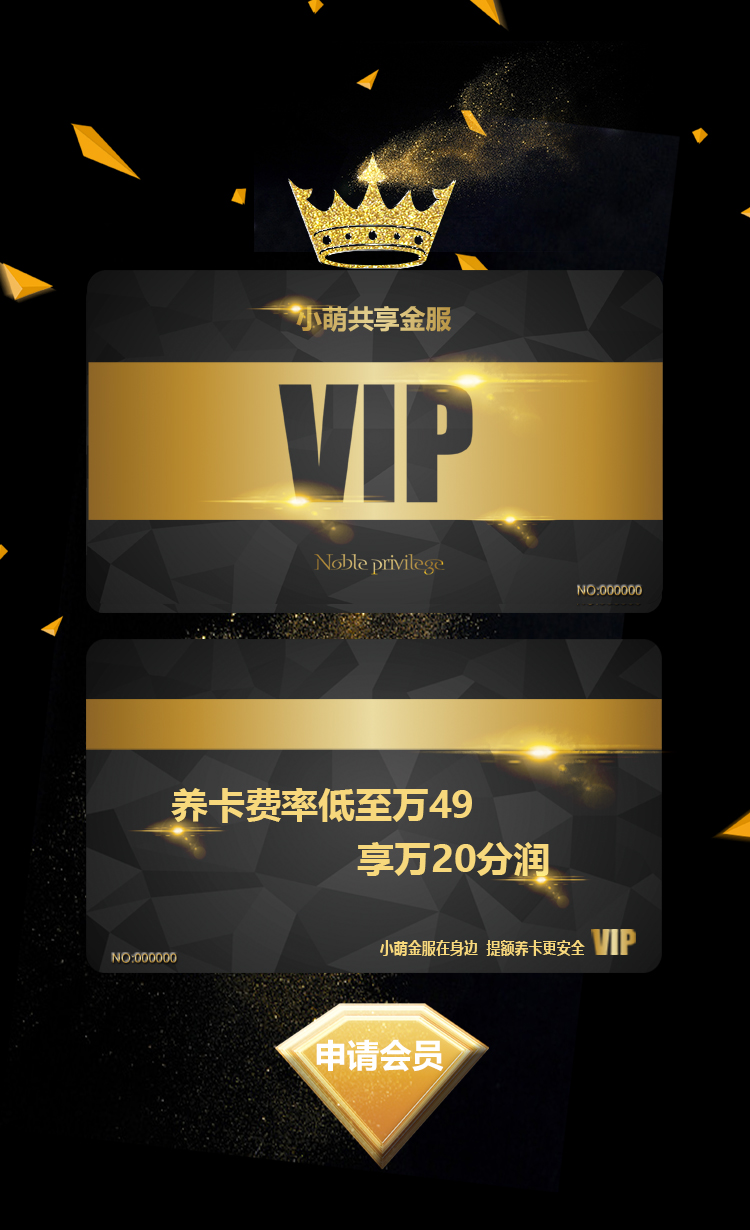 小萌共享金服
VIP
Noble privilege
NO:000000
养卡费率低至万49
享万20分润
小萌金服在身边 提额养卡更安全 VIP
NO:000000
申请会员